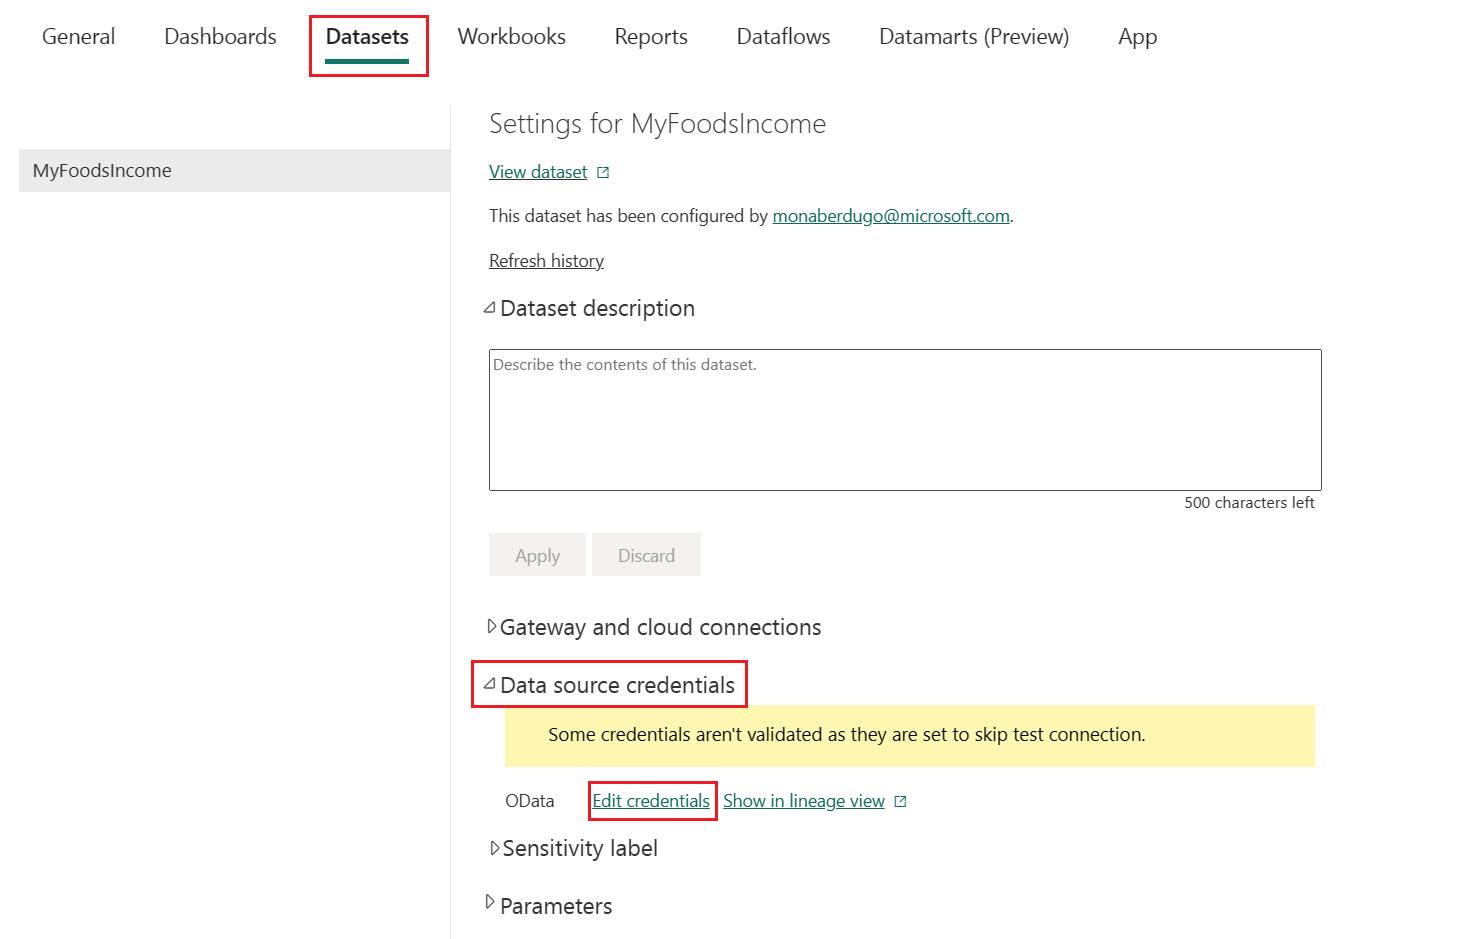 General Dashboards Datasets Workbooks Reports Dataflows Datamarts (Preview) App
MyFoodsIncome
Settings for MyFoodsIncome
View dataset
This dataset has been configured by monaberdugo@microsoft.com.
Refresh history
Dataset description
Describe the contents of this dataset.
500 characters left
Apply Discard
Gateway and cloud connections
Data source credentials
Some credentials aren't validated as they are set to skip test connection.
OData Edit credentials Show in lineage view
Sensitivity label
Parameters